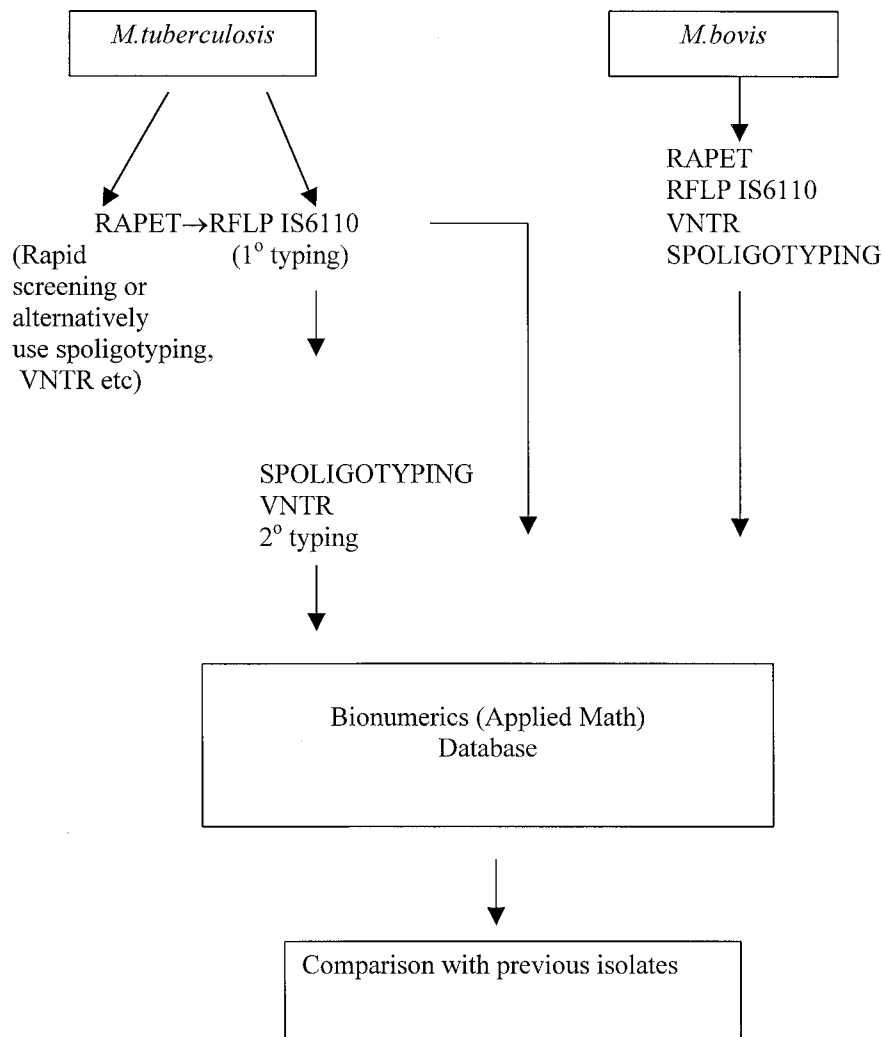 M.tuberculosis
M.bovis
RAPET
RFLP IS6110
VNTR
SPOLIGOTYPING
RAPET→RFLP IS6110
(Rapid
screening or
alternatively
use spoligotyping,
VNTR etc)
(1° typing)
SPOLIGOTYPING
VNTR
2° typing
Bionumerics (Applied Math)
Database
Comparison with previous isolates